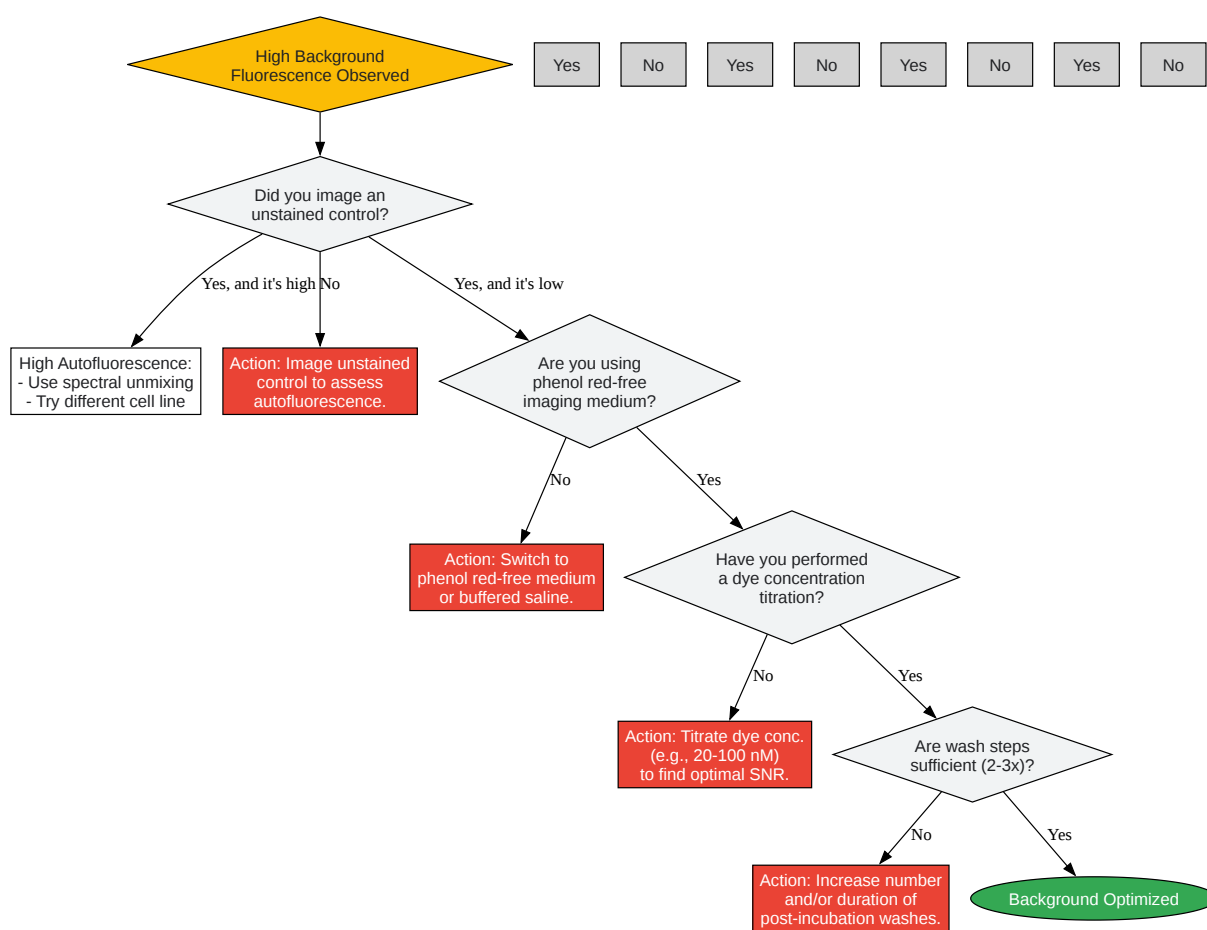 High Background
Fluorescence Observed
Yes
No
Yes
No
Yes
No
Yes
No
Did you image an
unstained control?
Yes, and it's high
No
Yes, and it's low
High Autofluorescence:
- Use spectral unmixing
- Try different cell line
Action: Image unstained
control to assess
autofluorescence.
Are you using
phenol red-free
imaging medium?
No
Yes
Action: Switch to
phenol red-free medium
or buffered saline.
Have you performed
a dye concentration
titration?
No
Yes
Action: Titrate dye conc.
(e.g., 20-100 nM)
to find optimal SNR.
Are wash steps
sufficient (2-3x)?
No
Yes
Action: Increase number
and/or duration of
post-incubation washes.
Background Optimized